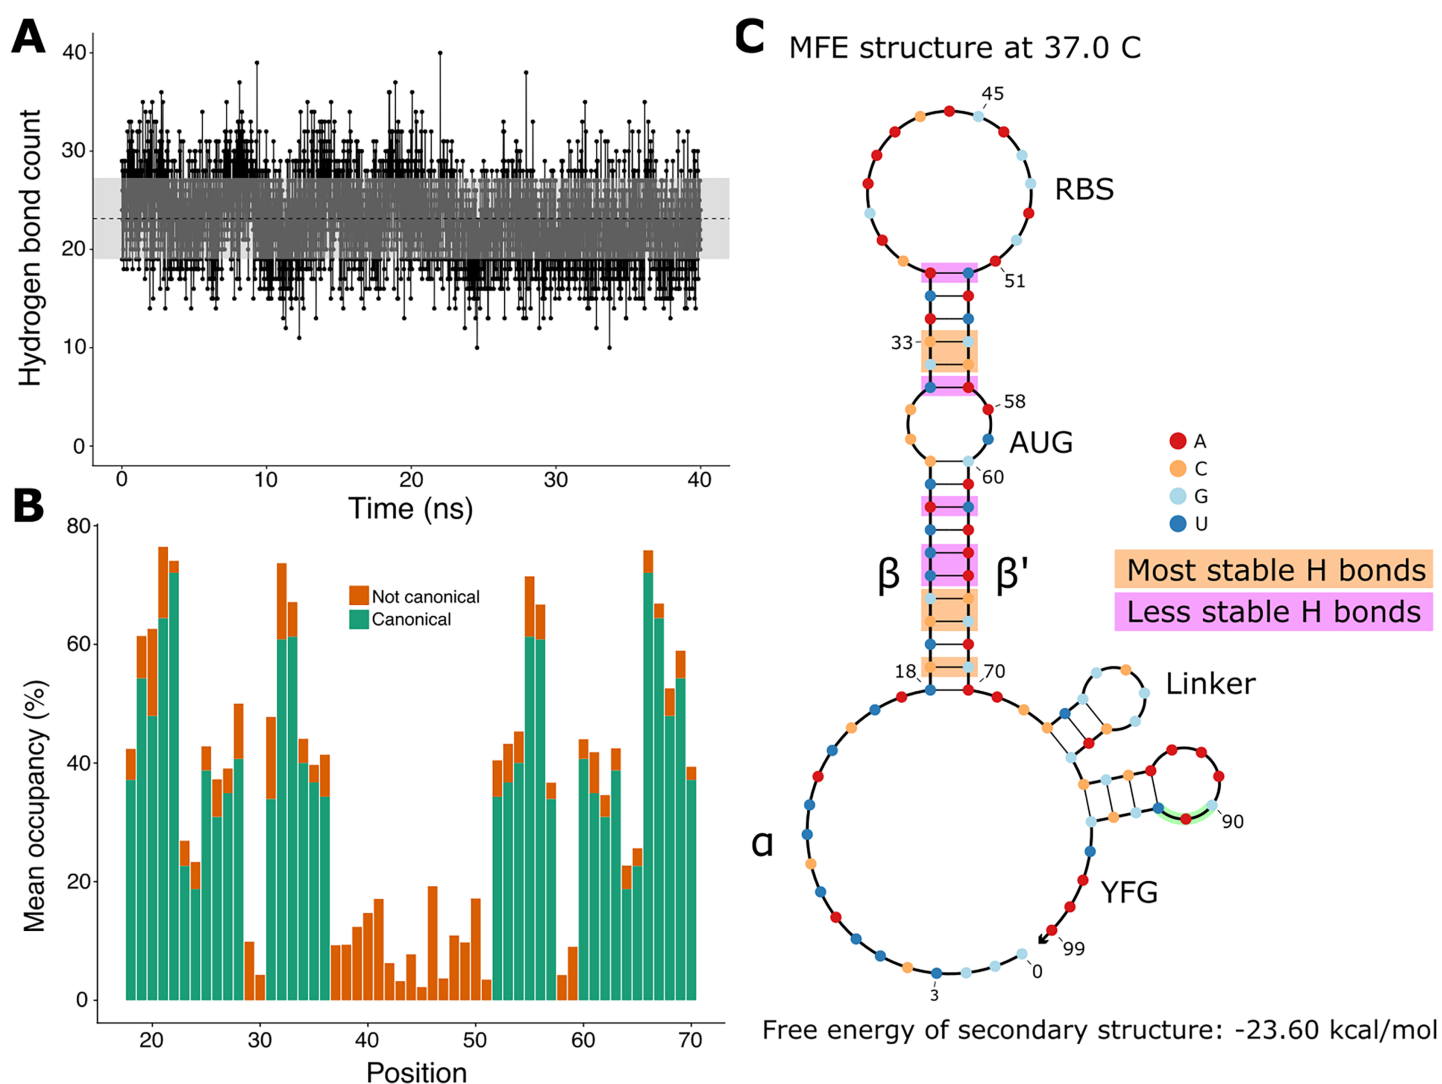 A
Hydrogen bond count
40
30
20
10
0
0 10 20 30 40
Time (ns)
B
Mean occupancy (%)
80
60
40
20
0
Not canonical
Canonical
20 30 40 50 60 70
Position
C MFE structure at 37.0 C
45
RBS
51
33
58
AUG
60
A
C
G
U
β β'
Most stable H bonds
Less stable H bonds
18 70
Linker
α
90
YFG
99
0
3
Free energy of secondary structure: -23.60 kcal/mol